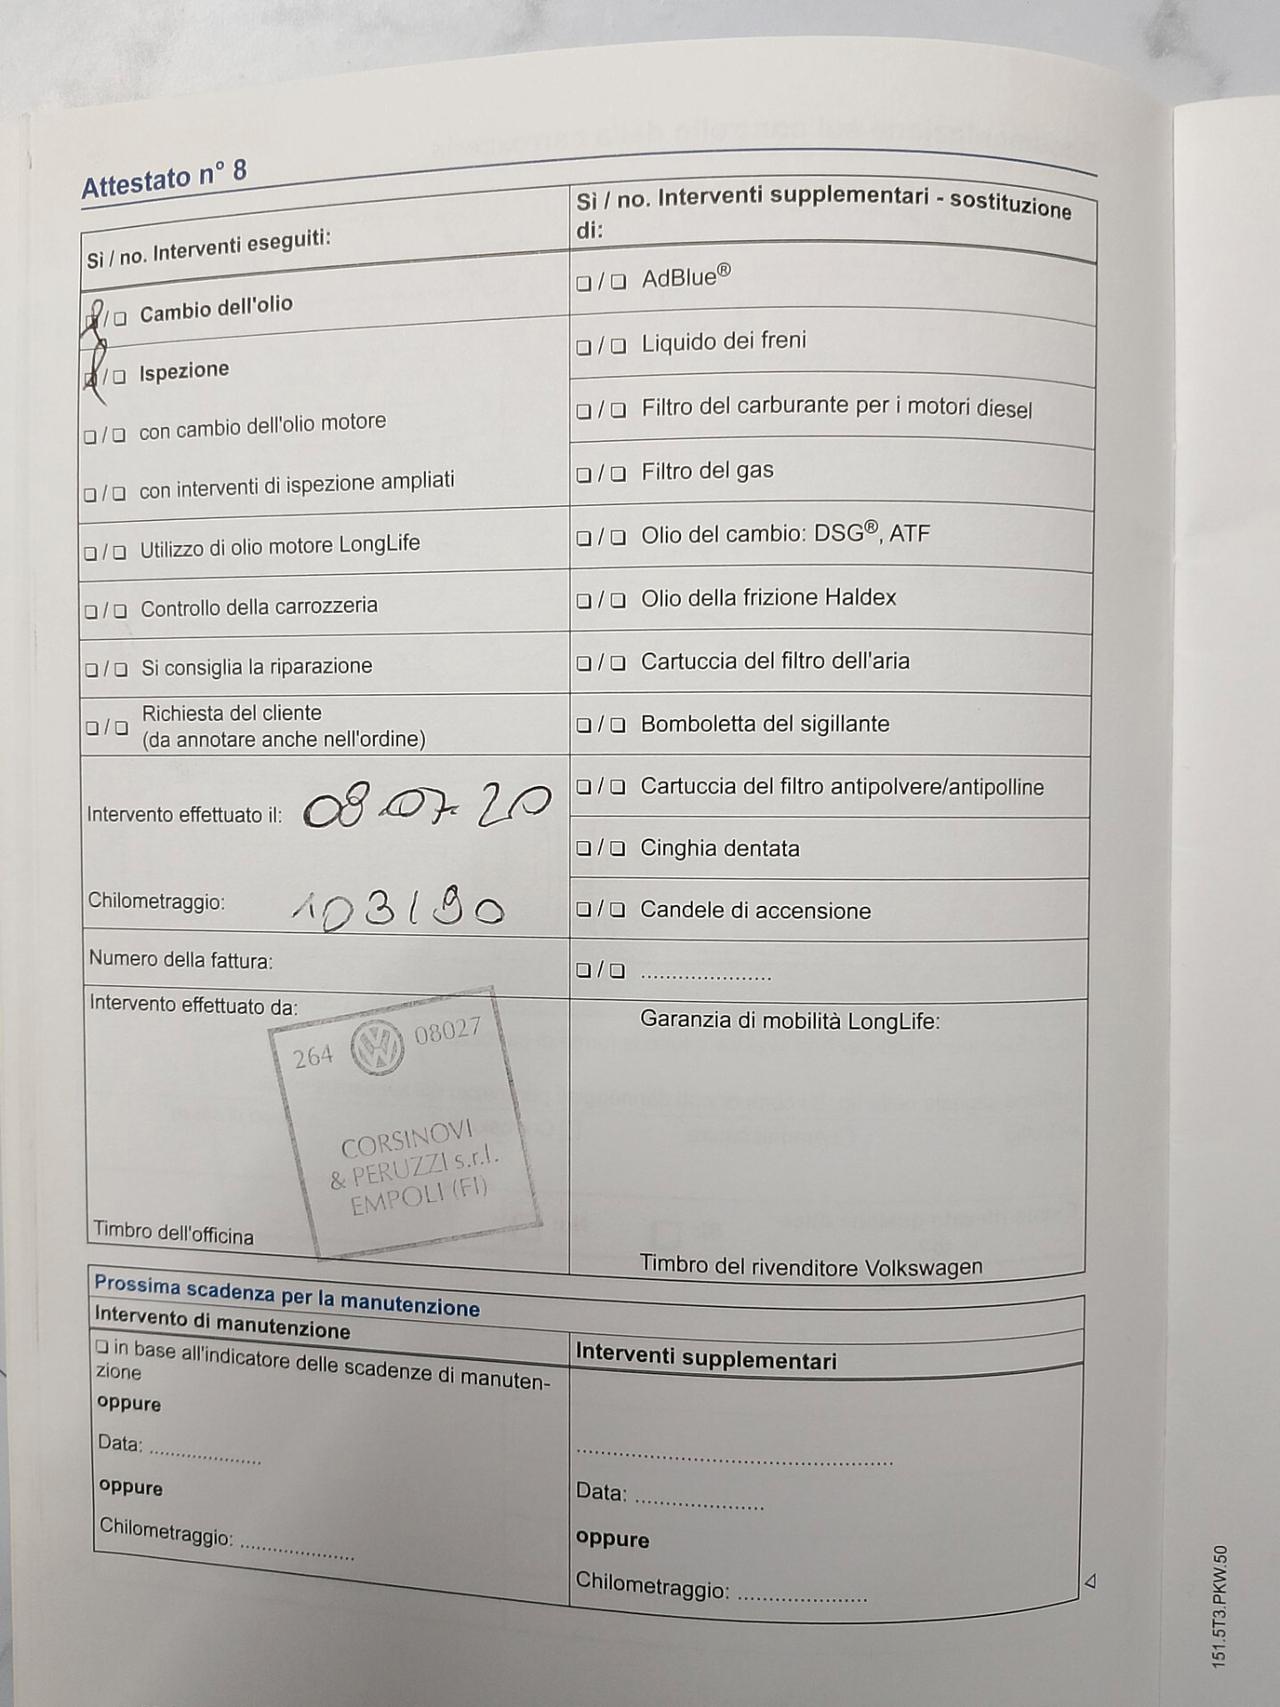 Attestato n° 8
Sì / no. Interventi eseguiti:
❏ / ❏ Cambio dell'olio
❏ / ❏ Ispezione
❏ / ❏ con cambio dell'olio motore
❏ / ❏ con interventi di ispezione ampliati
❏ / ❏ Utilizzo di olio motore LongLife
❏ / ❏ Controllo della carrozzeria
❏ / ❏ Si consiglia la riparazione
❏ / ❏ Richiesta del cliente
(da annotare anche nell'ordine)
Intervento effettuato il: 08.07.20
Chilometraggio: 103190
Numero della fattura:
Intervento effettuato da:
264 VW 08027
CORSINOVI
& PERUZZI s.r.l.
EMPOLI (FI)
Timbro dell'officina
Sì / no. Interventi supplementari - sostituzione
di:
❏ / ❏ AdBlue®
❏ / ❏ Liquido dei freni
❏ / ❏ Filtro del carburante per i motori diesel
❏ / ❏ Filtro del gas
❏ / ❏ Olio del cambio: DSG®, ATF
❏ / ❏ Olio della frizione Haldex
❏ / ❏ Cartuccia del filtro dell'aria
❏ / ❏ Bomboletta del sigillante
❏ / ❏ Cartuccia del filtro antipolvere/antipolline
❏ / ❏ Cinghia dentata
❏ / ❏ Candele di accensione
❏ / ❏ .....................
Garanzia di mobilità LongLife:
Timbro del rivenditore Volkswagen
Prossima scadenza per la manutenzione
Intervento di manutenzione
❏ in base all'indicatore delle scadenze di manuten-
zione
oppure
Data: ....................
oppure
Chilometraggio: ....................
Interventi supplementari
..................................................
Data: ....................
oppure
Chilometraggio: ....................
151.5T3.PKW.50